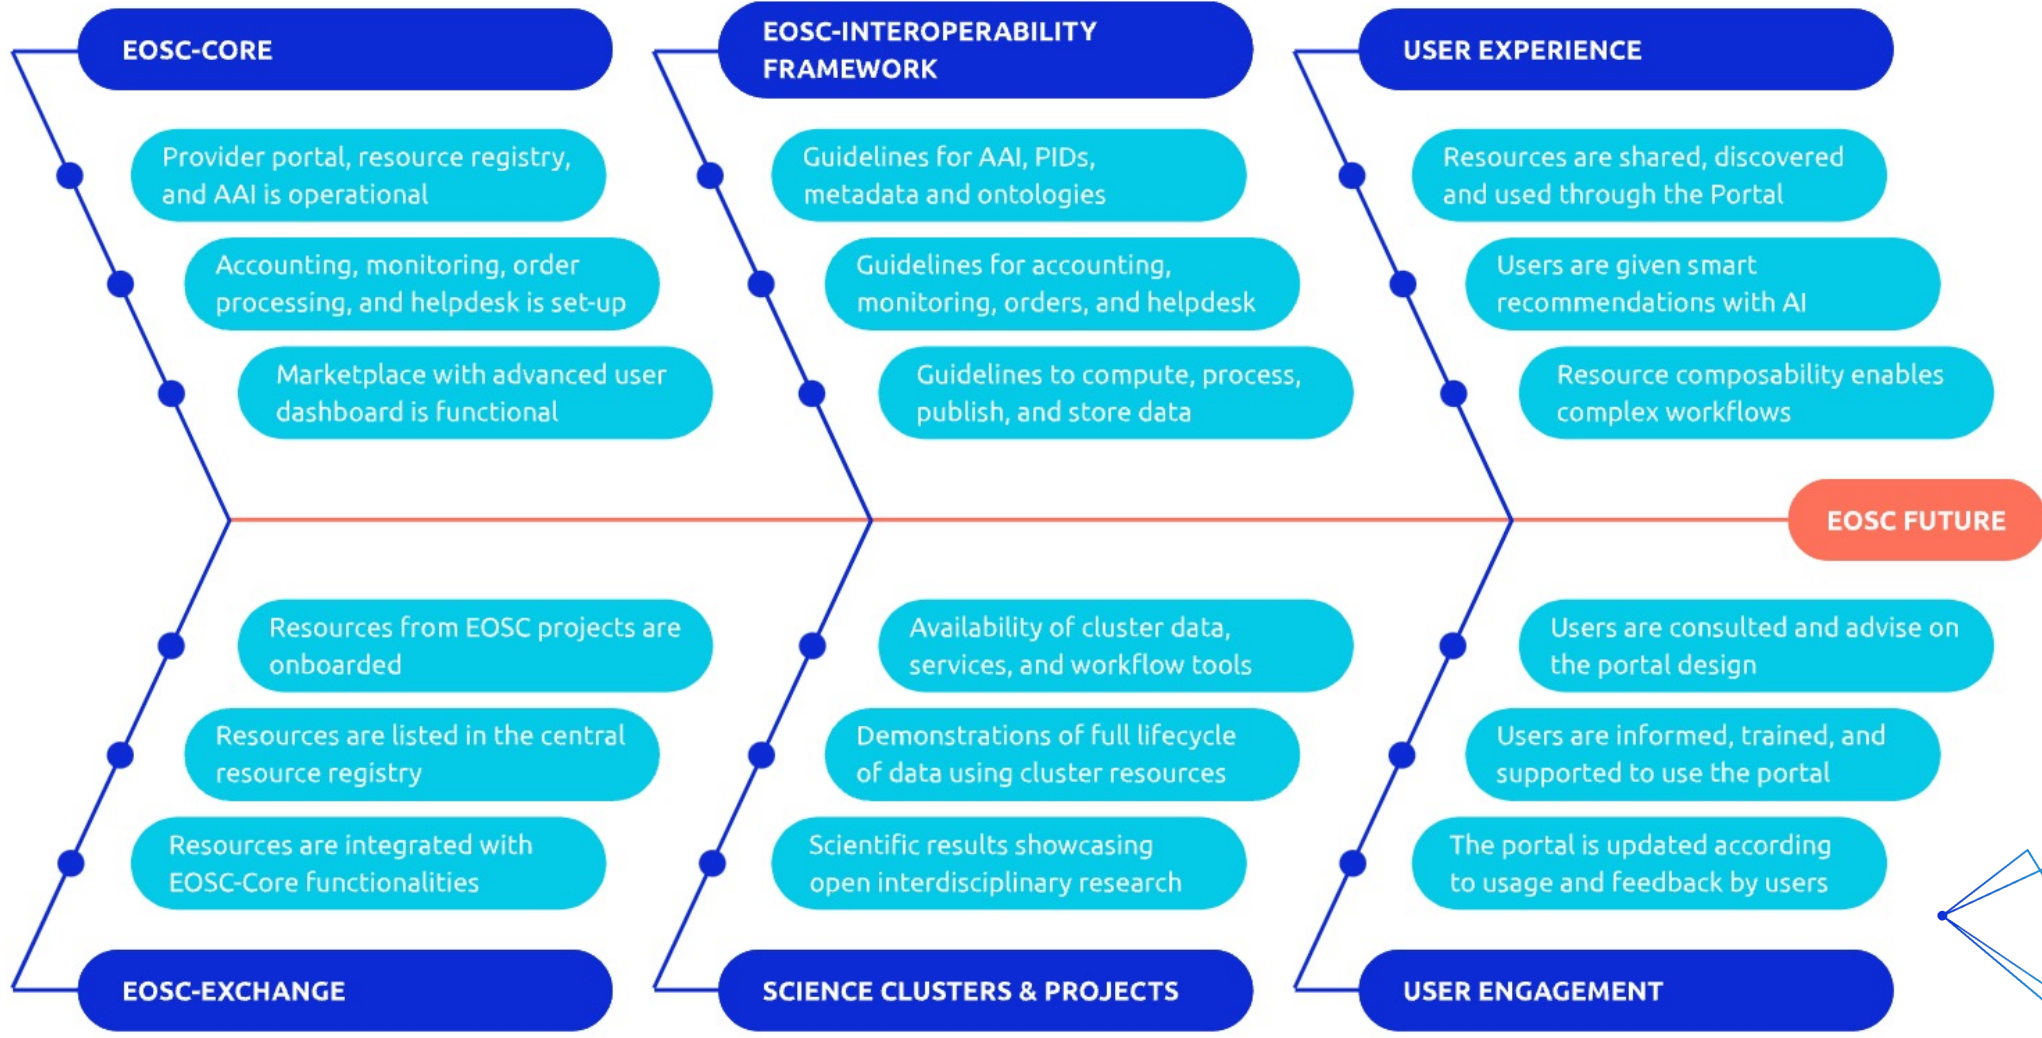 EOSC-CORE
Provider portal, resource registry,
and AAI is operational
Accounting, monitoring, order
processing, and helpdesk is set-up
Marketplace with advanced user
dashboard is functional
EOSC-INTEROPERABILITY
FRAMEWORK
Guidelines for AAI, PIDs,
metadata and ontologies
Guidelines for accounting,
monitoring, orders, and helpdesk
Guidelines to compute, process,
publish, and store data
USER EXPERIENCE
Resources are shared, discovered
and used through the Portal
Users are given smart
recommendations with AI
Resource composability enables
complex workflows
EOSC FUTURE
Resources from EOSC projects are
onboarded
Resources are listed in the central
resource registry
Resources are integrated with
EOSC-Core functionalities
EOSC-EXCHANGE
Availability of cluster data,
services, and workflow tools
Demonstrations of full lifecycle
of data using cluster resources
Scientific results showcasing
open interdisciplinary research
SCIENCE CLUSTERS & PROJECTS
Users are consulted and advise on
the portal design
Users are informed, trained, and
supported to use the portal
The portal is updated according
to usage and feedback by users
USER ENGAGEMENT